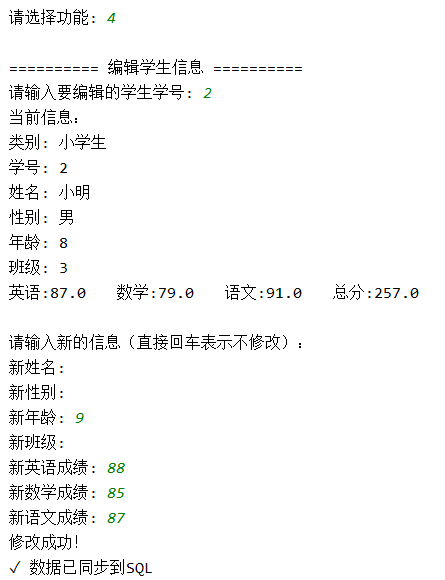 请选择功能: 4
========== 编辑学生信息 ==========
请输入要编辑的学生学号: 2
当前信息:
类别: 小学生
学号: 2
姓名: 小明
性别: 男
年龄: 8
班级: 3
英语:87.0 数学:79.0 语文:91.0 总分:257.0
请输入新的信息（直接回车表示不修改）:
新姓名:
新性别:
新年龄: 9
新班级:
新英语成绩: 88
新数学成绩: 85
新语文成绩: 87
修改成功!
✓ 数据已同步到SQL